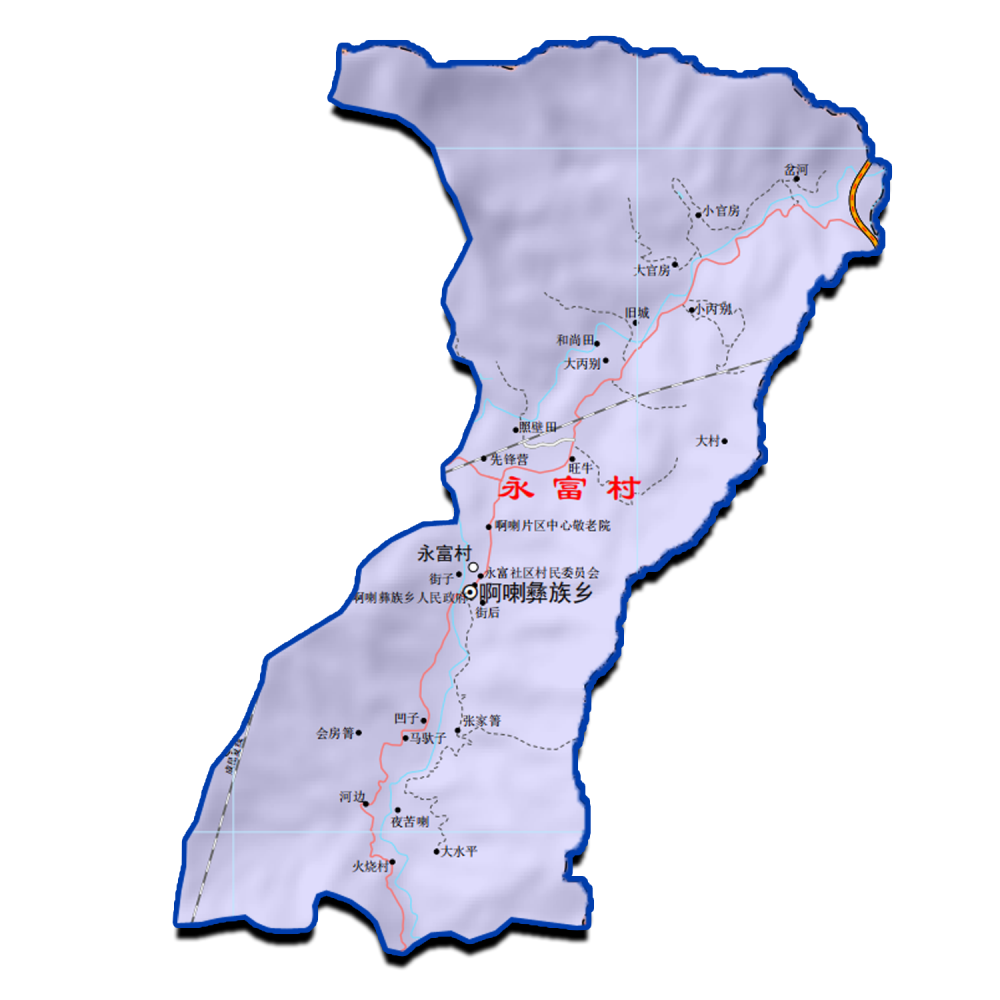 岔河
小官房
大官房
小丙别
旧城
和尚田
大丙别
照壁田
大村
先锋营
旺牛
永富村
啊喇片区中心敬老院
永富村
永富社区村民委员会
街子
啊喇彝族乡人民政府
啊喇彝族乡
街后
凹子
张家箐
会房箐
马驮子
河边
夜苦喇
大水平
火烧村